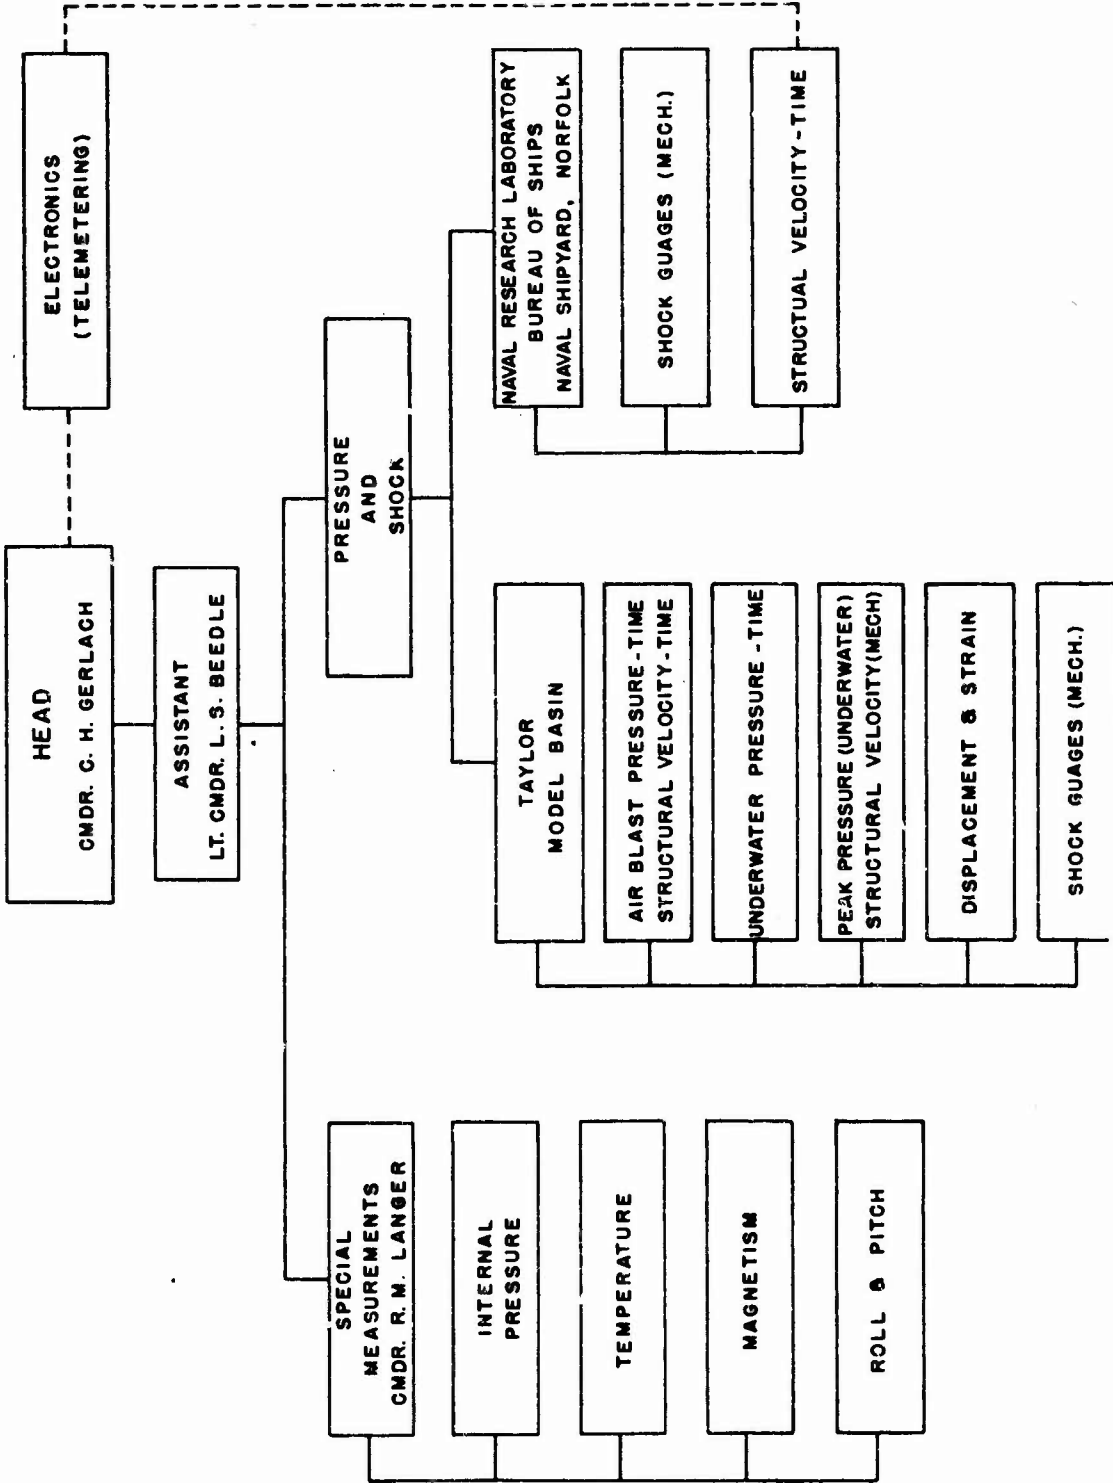 HEAD
CMDR. C. H. GERLACH
ELECTRONICS
(TELEMETERING)
ASSISTANT
LT. CMDR. L. S. BEEDLE
SPECIAL
MEASUREMENTS
CMDR. R. M. LANGER
INTERNAL
PRESSURE
TEMPERATURE
MAGNETISM
ROLL & PITCH
PRESSURE
AND
SHOCK
TAYLOR
MODEL BASIN
AIR BLAST PRESSURE-TIME
STRUCTURAL VELOCITY-TIME
UNDERWATER PRESSURE-TIME
PEAK PRESSURE (UNDERWATER)
STRUCTURAL VELOCITY (MECH)
DISPLACEMENT & STRAIN
SHOCK GUAGES (MECH.)
NAVAL RESEARCH LABORATORY
BUREAU OF SHIPS
NAVAL SHIPYARD, NORFOLK
SHOCK GUAGES (MECH.)
STRUCTUAL VELOCITY-TIME